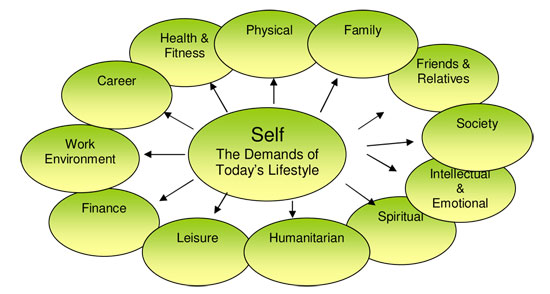 Self
The Demands of
Today's Lifestyle
Physical
Family
Friends &
Relatives
Society
Intellectual
&
Emotional
Spiritual
Humanitarian
Leisure
Finance
Work
Environment
Career
Health &
Fitness